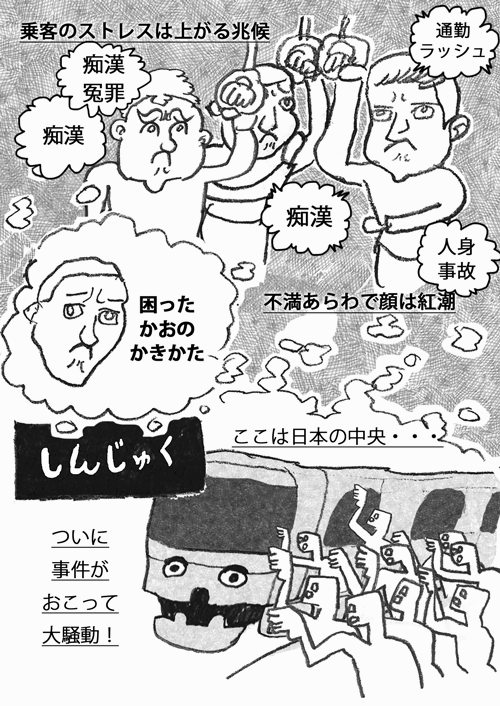 乗客のストレスは上がる兆候
通勤
ラッシュ
痴漢
冤罪
痴漢
痴漢
人身
事故
不満あらわで顔は紅潮
困った
かおの
かきかた
ここは日本の中央・・・
しんじゅく
ついに
事件が
おこって
大騒動！